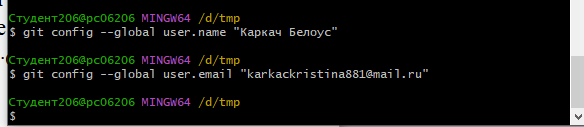 Студент206@pc06206 MINGW64 /d/tmp
$ git config --global user.name "Каркач Белоус"
Студент206@pc06206 MINGW64 /d/tmp
$ git config --global user.email "karkackristina881@mail.ru"
Студент206@pc06206 MINGW64 /d/tmp
$